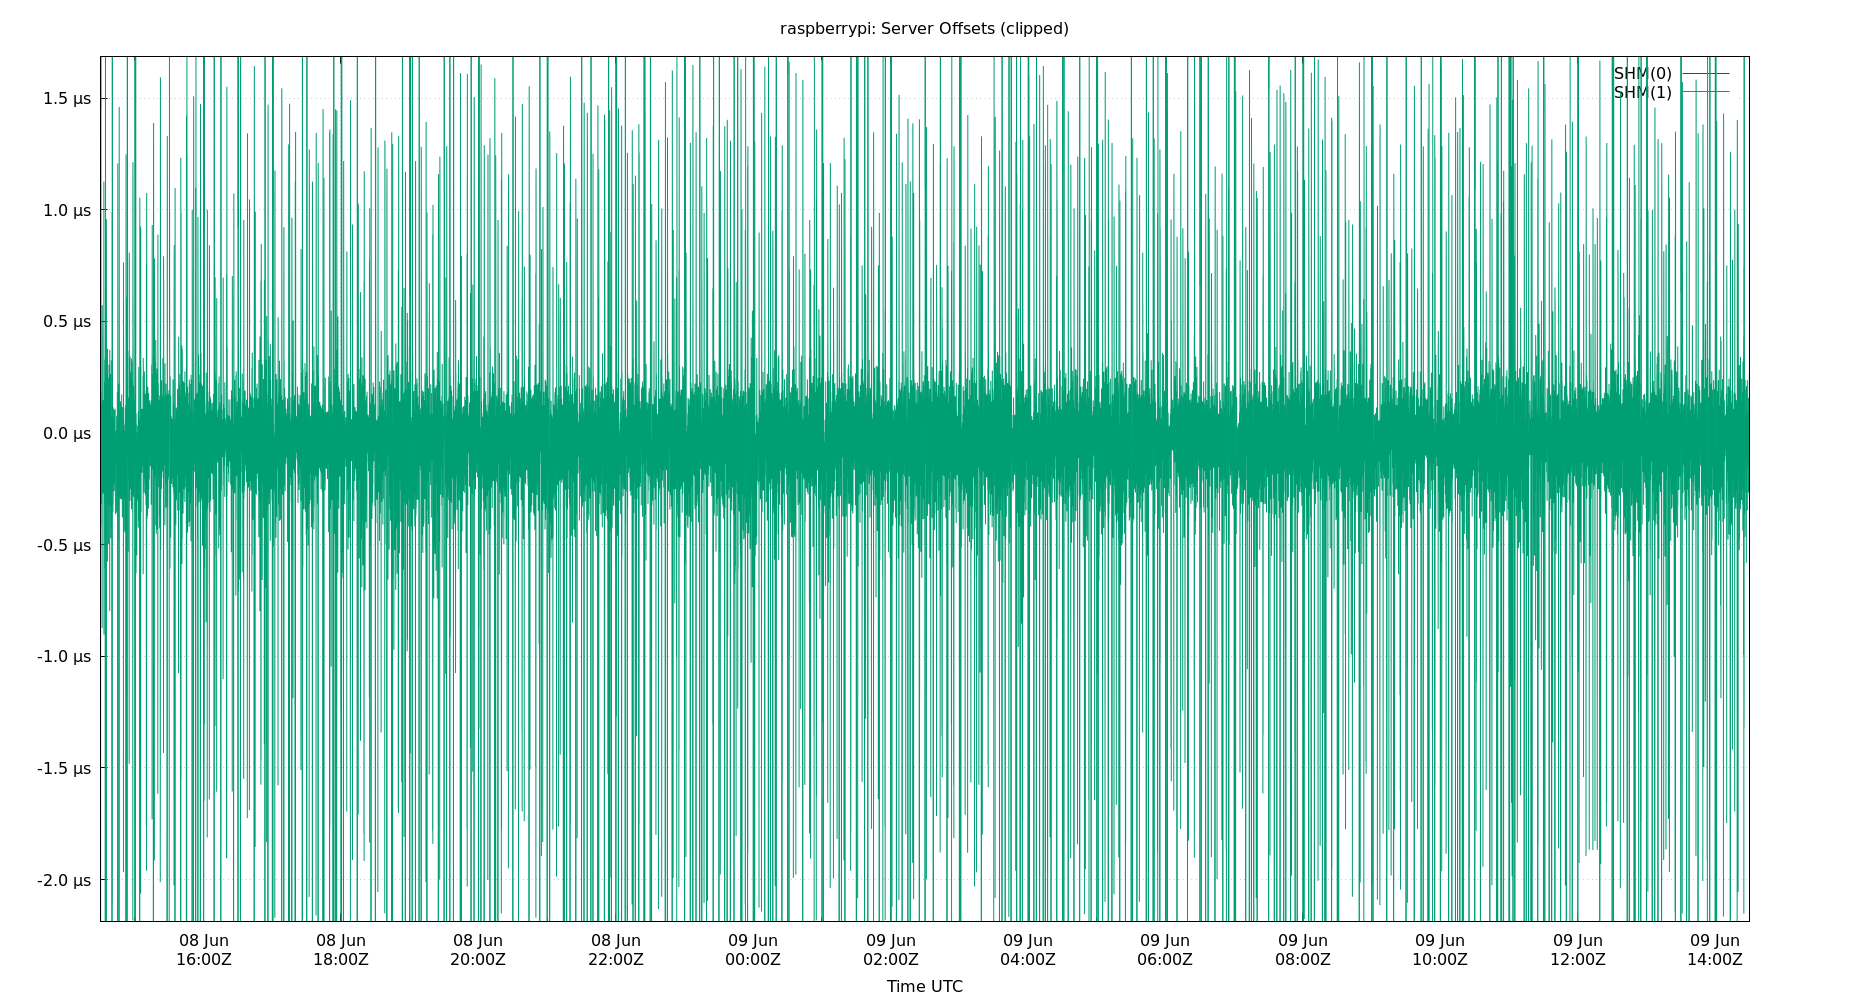 raspberrypi: Server Offsets (clipped)
SHM(0)
SHM(1)
1.5 µs
1.0 µs
0.5 µs
0.0 µs
-0.5 µs
-1.0 µs
-1.5 µs
-2.0 µs
08 Jun 08 Jun 08 Jun 08 Jun 09 Jun 09 Jun 09 Jun 09 Jun 09 Jun 09 Jun 09 Jun 09 Jun
16:00Z 18:00Z 20:00Z 22:00Z 00:00Z 02:00Z 04:00Z 06:00Z 08:00Z 10:00Z 12:00Z 14:00Z
Time UTC